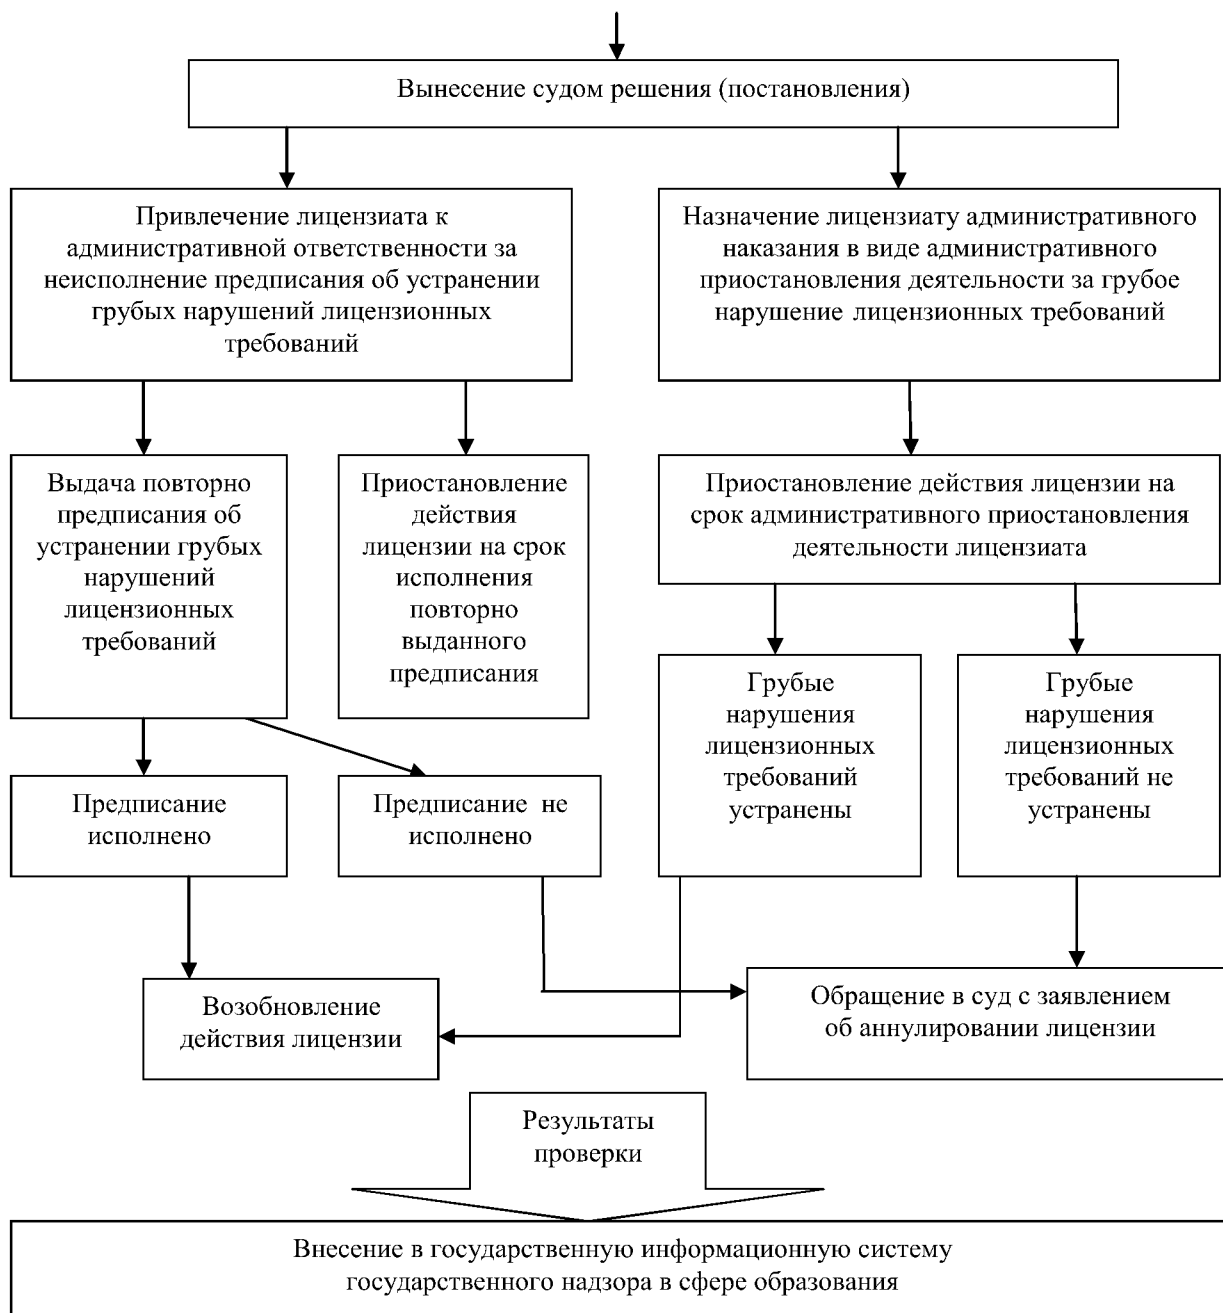 Вынесение судом решения (постановления)
Привлечение лицензиата к
административной ответственности за
неисполнение предписания об устранении
грубых нарушений лицензионных
требований
Назначение лицензиату административного
наказания в виде административного
приостановления деятельности за грубое
нарушение лицензионных требований
Выдача повторно
предписания об
устранении грубых
нарушений
лицензионных
требований
Приостановление
действия
лицензии на срок
исполнения
повторно
выданного
предписания
Приостановление действия лицензии на
срок административного приостановления
деятельности лицензиата
Грубые
нарушения
лицензионных
требований
устранены
Грубые
нарушения
лицензионных
требований не
устранены
Предписание
исполнено
Предписание не
исполнено
Возобновление
действия лицензии
Обращение в суд с заявлением
об аннулировании лицензии
Результаты
проверки
Внесение в государственную информационную систему
государственного надзора в сфере образования